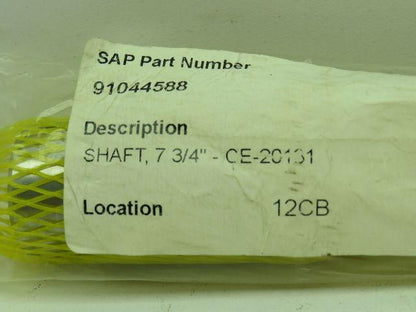 SAP Part Number
91044588
Description
SHAFT, 7 3/4" - CE-20131
Location 12CB